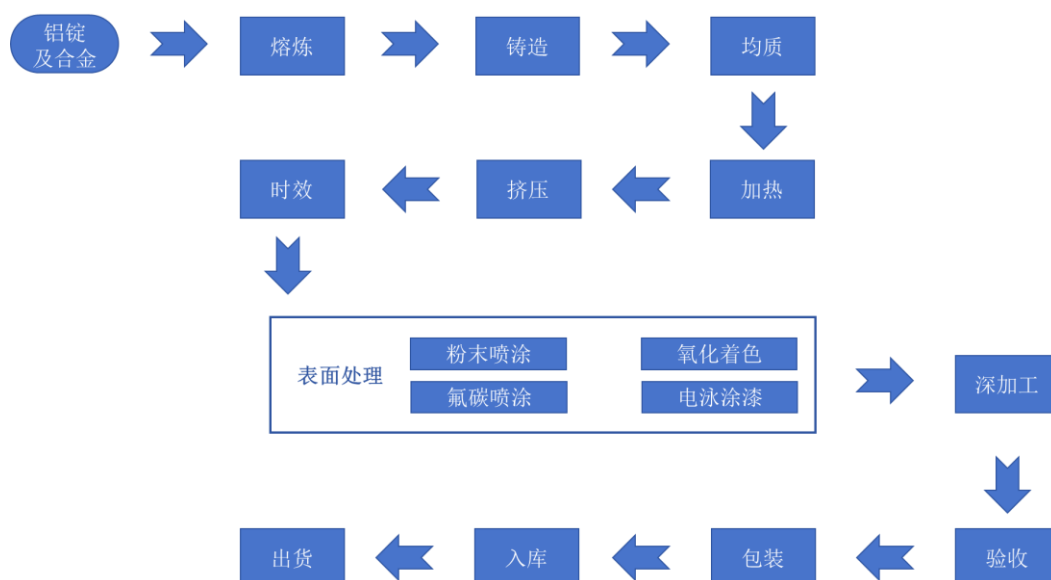 铝锭
及合金
熔炼
铸造
均质
时效
挤压
加热
表面处理
粉末喷涂
氧化着色
氟碳喷涂
电泳涂漆
深加工
出货
入库
包装
验收